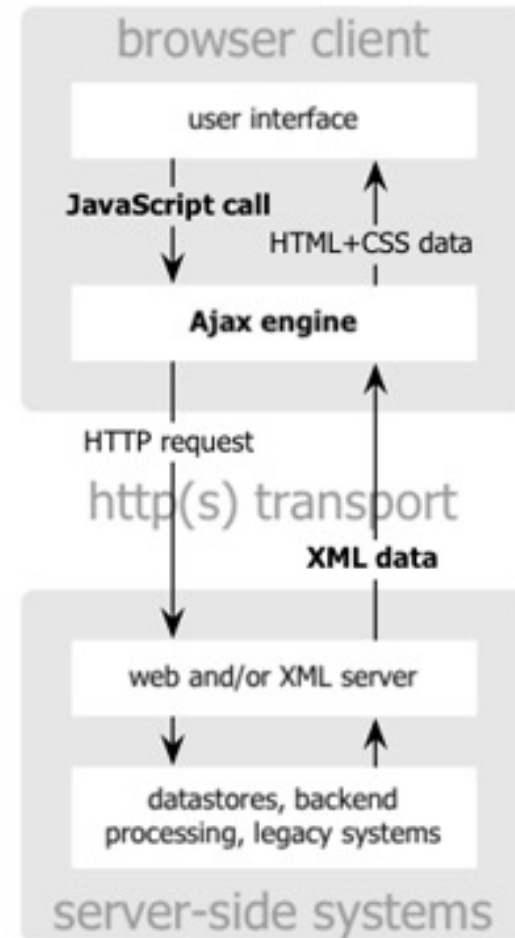 browser client
user interface
JavaScript call
HTML+CSS data
Ajax engine
HTTP request
http(s) transport
XML data
web and/or XML server
datastores, backend
processing, legacy systems
server-side systems